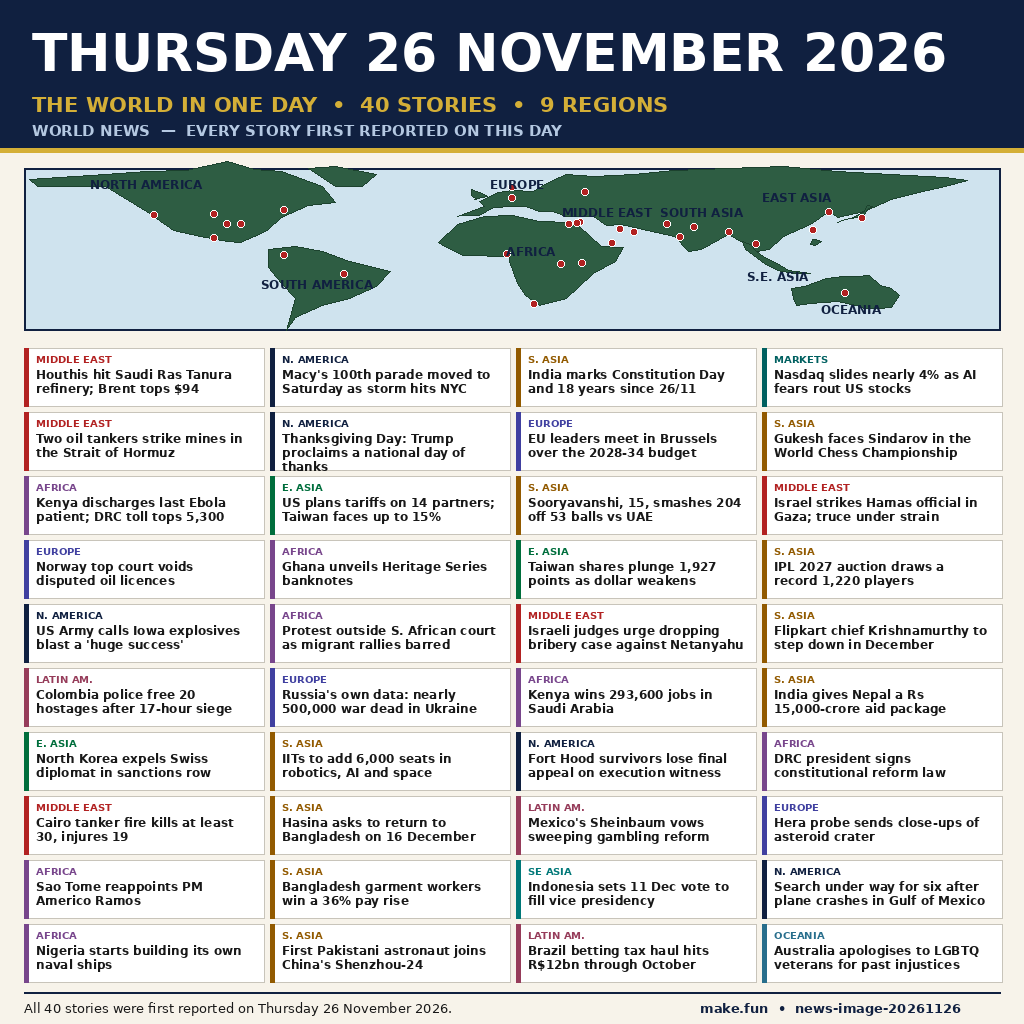 THURSDAY 26 NOVEMBER 2026
THE WORLD IN ONE DAY • 40 STORIES • 9 REGIONS
WORLD NEWS — EVERY STORY FIRST REPORTED ON THIS DAY
NORTH AMERICA
EUROPE
EAST ASIA
MIDDLE EAST
SOUTH ASIA
AFRICA
S.E. ASIA
SOUTH AMERICA
OCEANIA
MIDDLE EAST
Houthis hit Saudi Ras Tanura
refinery; Brent tops $94
N. AMERICA
Macy's 100th parade moved to
Saturday as storm hits NYC
S. ASIA
India marks Constitution Day
and 18 years since 26/11
MARKETS
Nasdaq slides nearly 4% as AI
fears rout US stocks
MIDDLE EAST
Two oil tankers strike mines in
the Strait of Hormuz
N. AMERICA
Thanksgiving Day: Trump
proclaims a national day of
thanks
EUROPE
EU leaders meet in Brussels
over the 2028-34 budget
S. ASIA
Gukesh faces Sindarov in the
World Chess Championship
AFRICA
Kenya discharges last Ebola
patient; DRC toll tops 5,300
E. ASIA
US plans tariffs on 14 partners;
Taiwan faces up to 15%
S. ASIA
Sooryavanshi, 15, smashes 204
off 53 balls vs UAE
MIDDLE EAST
Israel strikes Hamas official in
Gaza; truce under strain
EUROPE
Norway top court voids
disputed oil licences
AFRICA
Ghana unveils Heritage Series
banknotes
E. ASIA
Taiwan shares plunge 1,927
points as dollar weakens
S. ASIA
IPL 2027 auction draws a
record 1,220 players
N. AMERICA
US Army calls Iowa explosives
blast a 'huge success'
AFRICA
Protest outside S. African court
as migrant rallies barred
MIDDLE EAST
Israeli judges urge dropping
bribery case against Netanyahu
S. ASIA
Flipkart chief Krishnamurthy to
step down in December
LATIN AM.
Colombia police free 20
hostages after 17-hour siege
EUROPE
Russia's own data: nearly
500,000 war dead in Ukraine
AFRICA
Kenya wins 293,600 jobs in
Saudi Arabia
S. ASIA
India gives Nepal a Rs
15,000-crore aid package
E. ASIA
North Korea expels Swiss
diplomat in sanctions row
S. ASIA
IITs to add 6,000 seats in
robotics, AI and space
N. AMERICA
Fort Hood survivors lose final
appeal on execution witness
AFRICA
DRC president signs
constitutional reform law
MIDDLE EAST
Cairo tanker fire kills at least
30, injures 19
S. ASIA
Hasina asks to return to
Bangladesh on 16 December
LATIN AM.
Mexico's Sheinbaum vows
sweeping gambling reform
EUROPE
Hera probe sends close-ups of
asteroid crater
AFRICA
Sao Tome reappoints PM
Americo Ramos
S. ASIA
Bangladesh garment workers
win a 36% pay rise
SE ASIA
Indonesia sets 11 Dec vote to
fill vice presidency
N. AMERICA
Search under way for six after
plane crashes in Gulf of Mexico
AFRICA
Nigeria starts building its own
naval ships
S. ASIA
First Pakistani astronaut joins
China's Shenzhou-24
LATIN AM.
Brazil betting tax haul hits
R$12bn through October
OCEANIA
Australia apologises to LGBTQ
veterans for past injustices
All 40 stories were first reported on Thursday 26 November 2026.
make.fun • news-image-20261126